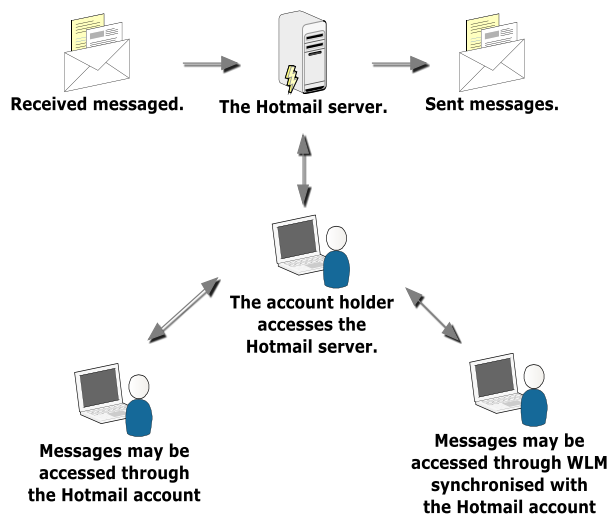 Received messaged.
The Hotmail server.
Sent messages.
The account holder
accesses the
Hotmail server.
Messages may be
accessed through
the Hotmail account
Messages may be
accessed through WLM
synchronised with
the Hotmail account